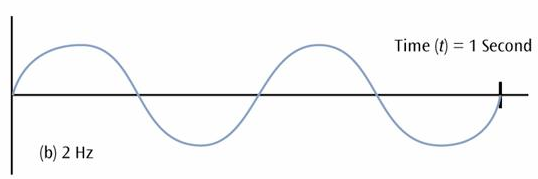 Time (t) = 1 Second
(b) 2 Hz